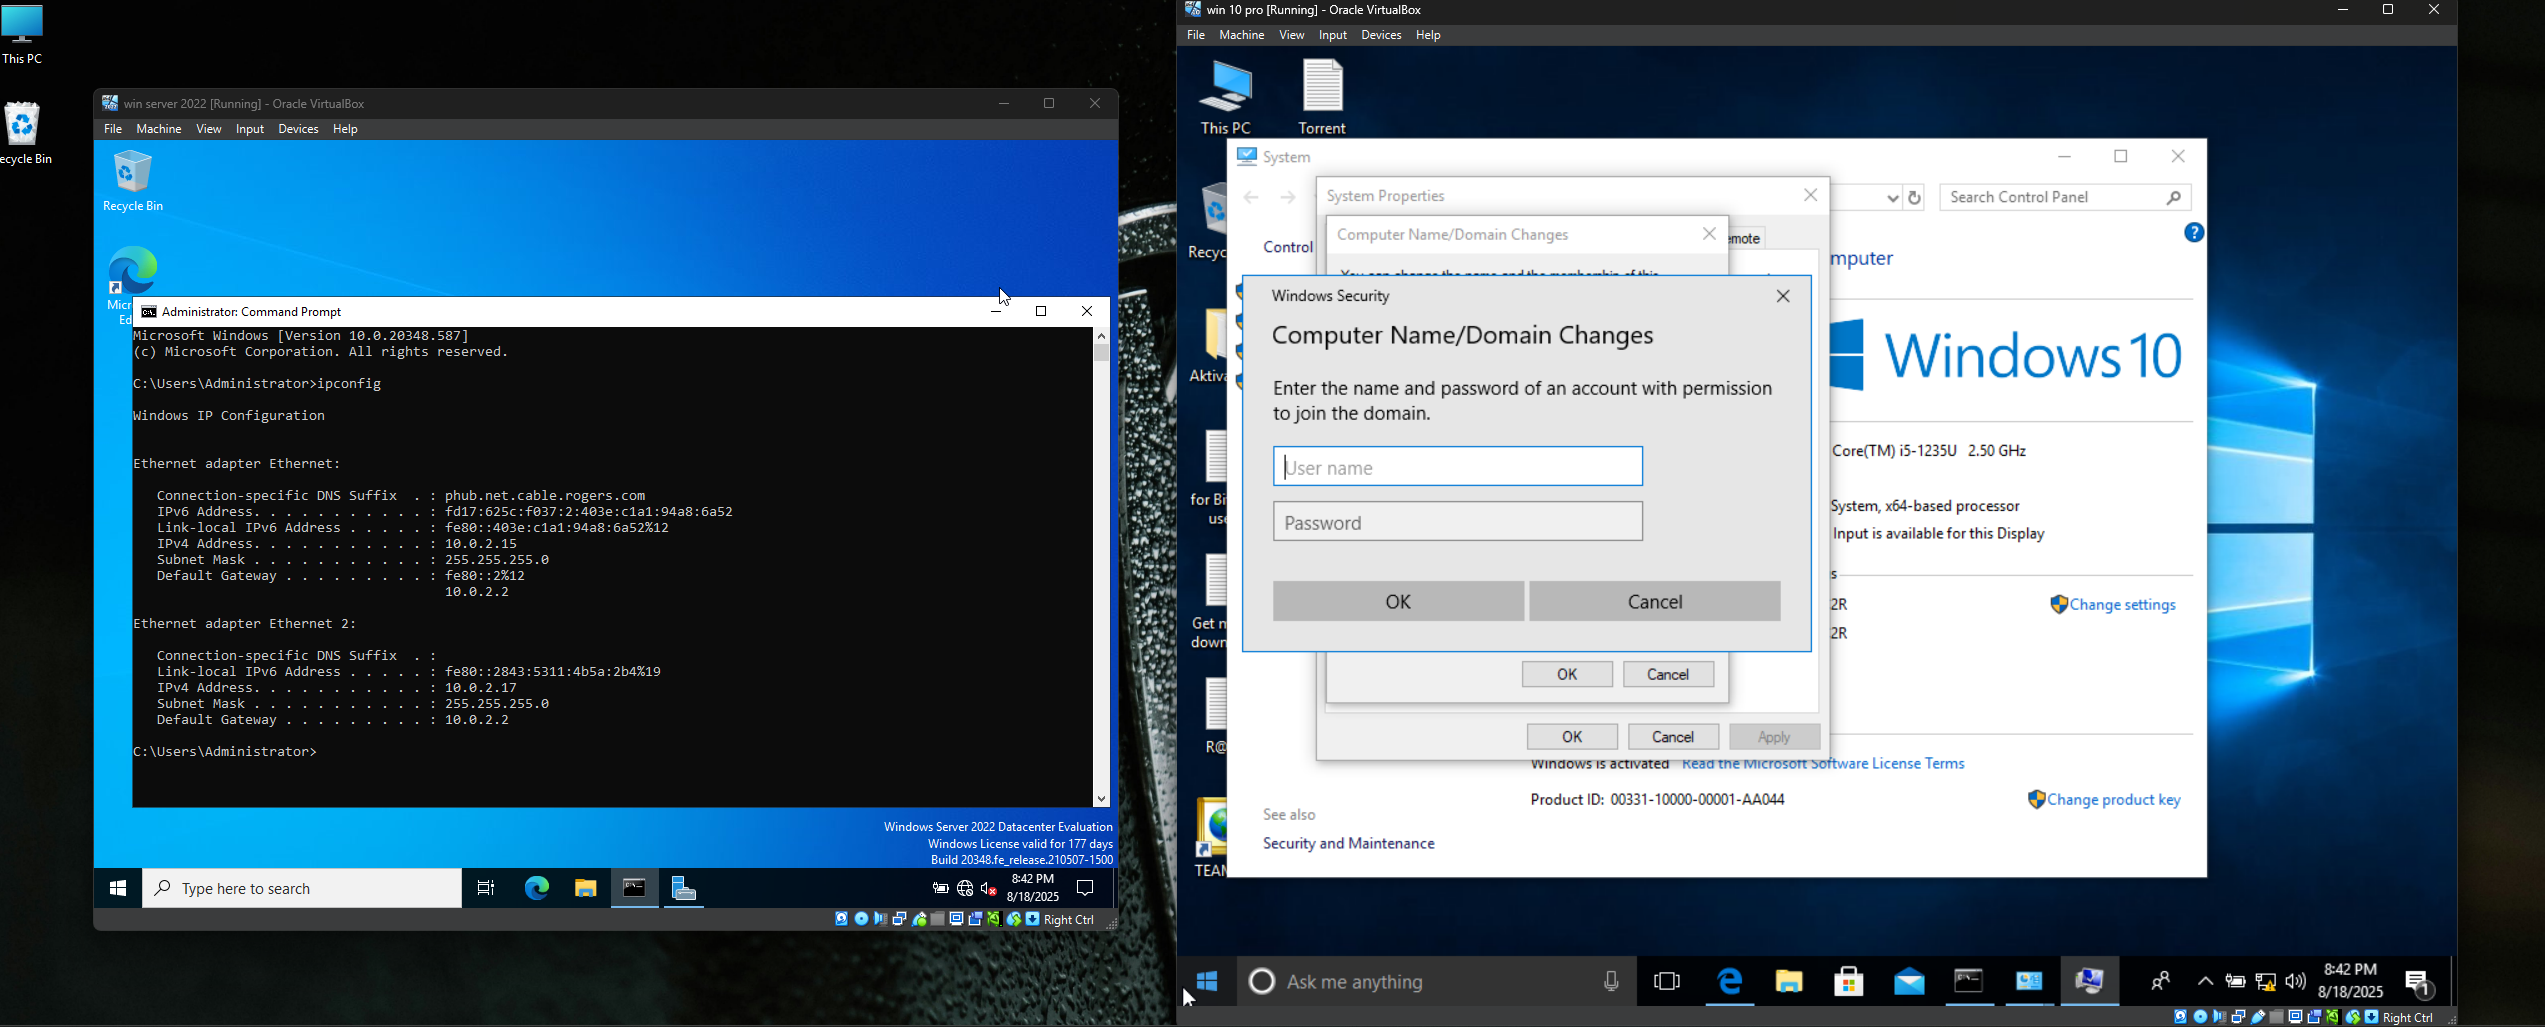 This PC
ecycle Bin
win server 2022 [Running] - Oracle VirtualBox
File Machine View Input Devices Help
Recycle Bin
Micr
Ed
Administrator: Command Prompt
Microsoft Windows [Version 10.0.20348.587]
(c) Microsoft Corporation. All rights reserved.
C:\Users\Administrator>ipconfig
Windows IP Configuration
Ethernet adapter Ethernet:
Connection-specific DNS Suffix . : phub.net.cable.rogers.com
IPv6 Address. . . . . . . . . . . : fd17:625c:f037:2:403e:c1a1:94a8:6a52
Link-local IPv6 Address . . . . . : fe80::403e:c1a1:94a8:6a52%12
IPv4 Address. . . . . . . . . . . : 10.0.2.15
Subnet Mask . . . . . . . . . . . : 255.255.255.0
Default Gateway . . . . . . . . . : fe80::2%12
10.0.2.2
Ethernet adapter Ethernet 2:
Connection-specific DNS Suffix . :
Link-local IPv6 Address . . . . . : fe80::2843:5311:4b5a:2b4%19
IPv4 Address. . . . . . . . . . . : 10.0.2.17
Subnet Mask . . . . . . . . . . . : 255.255.255.0
Default Gateway . . . . . . . . . : 10.0.2.2
C:\Users\Administrator>
Windows Server 2022 Datacenter Evaluation
Windows License valid for 177 days
Build 20348.fe_release.210507-1500
Type here to search
8:42 PM
8/18/2025
Right Ctrl
win 10 pro [Running] - Oracle VirtualBox
File Machine View Input Devices Help
This PC
Torrent
Recyc
Aktiva
for Bi
use
Get m
down
R@
TEAM
System
Search Control Panel
Control
System Properties
emote
Computer Name/Domain Changes
You can change the name and the membership of this
mputer
Windows Security
Computer Name/Domain Changes
Enter the name and password of an account with permission
to join the domain.
User name
Password
OK Cancel
Windows 10
Core(TM) i5-1235U 2.50 GHz
System, x64-based processor
Input is available for this Display
s
2R
Change settings
2R
OK Cancel
OK Cancel Apply
Windows is activated Read the Microsoft Software License Terms
Product ID: 00331-10000-00001-AA044
Change product key
See also
Security and Maintenance
Ask me anything
8:42 PM
8/18/2025
1
Right Ctrl